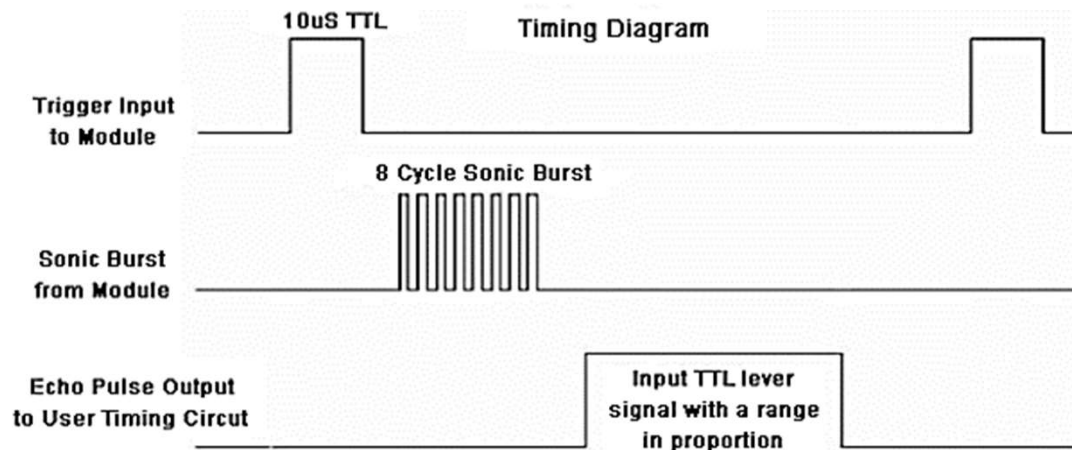 10uS TTL
Timing Diagram
Trigger Input
to Module
8 Cycle Sonic Burst
Sonic Burst
from Module
Echo Pulse Output
to User Timing Circut
Input TTL lever
signal with a range
in proportion